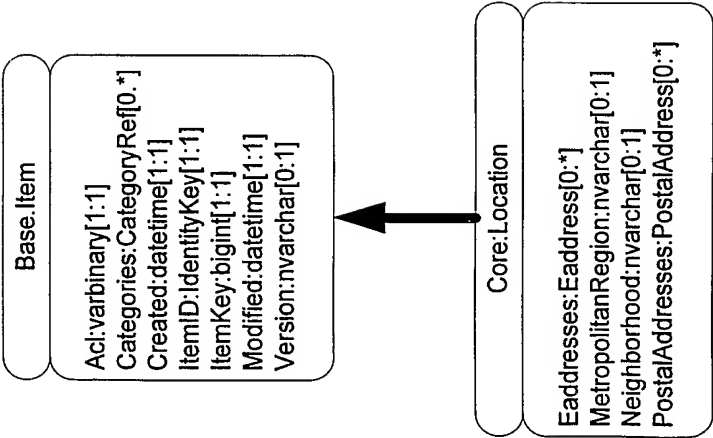 Base.Item
Acl:varbinary[1:1]
Categories:CategoryRef[0.*]
Created:datetime[1:1]
ItemID:IdentityKey[1:1]
ItemKey:bigint[1:1]
Modified:datetime[1:1]
Version:nvarchar[0:1]
Core:Location
Eaddresses:Eaddress[0:*]
MetropolitanRegion:nvarchar[0:1]
Neighborhood:nvarchar[0:1]
PostalAddresses:PostalAddress[0:*]